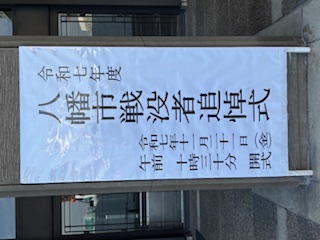 令和七年度
八幡市戦没者追悼式
令和七年十一月二十一日(金)
午前 十時三十分 開式